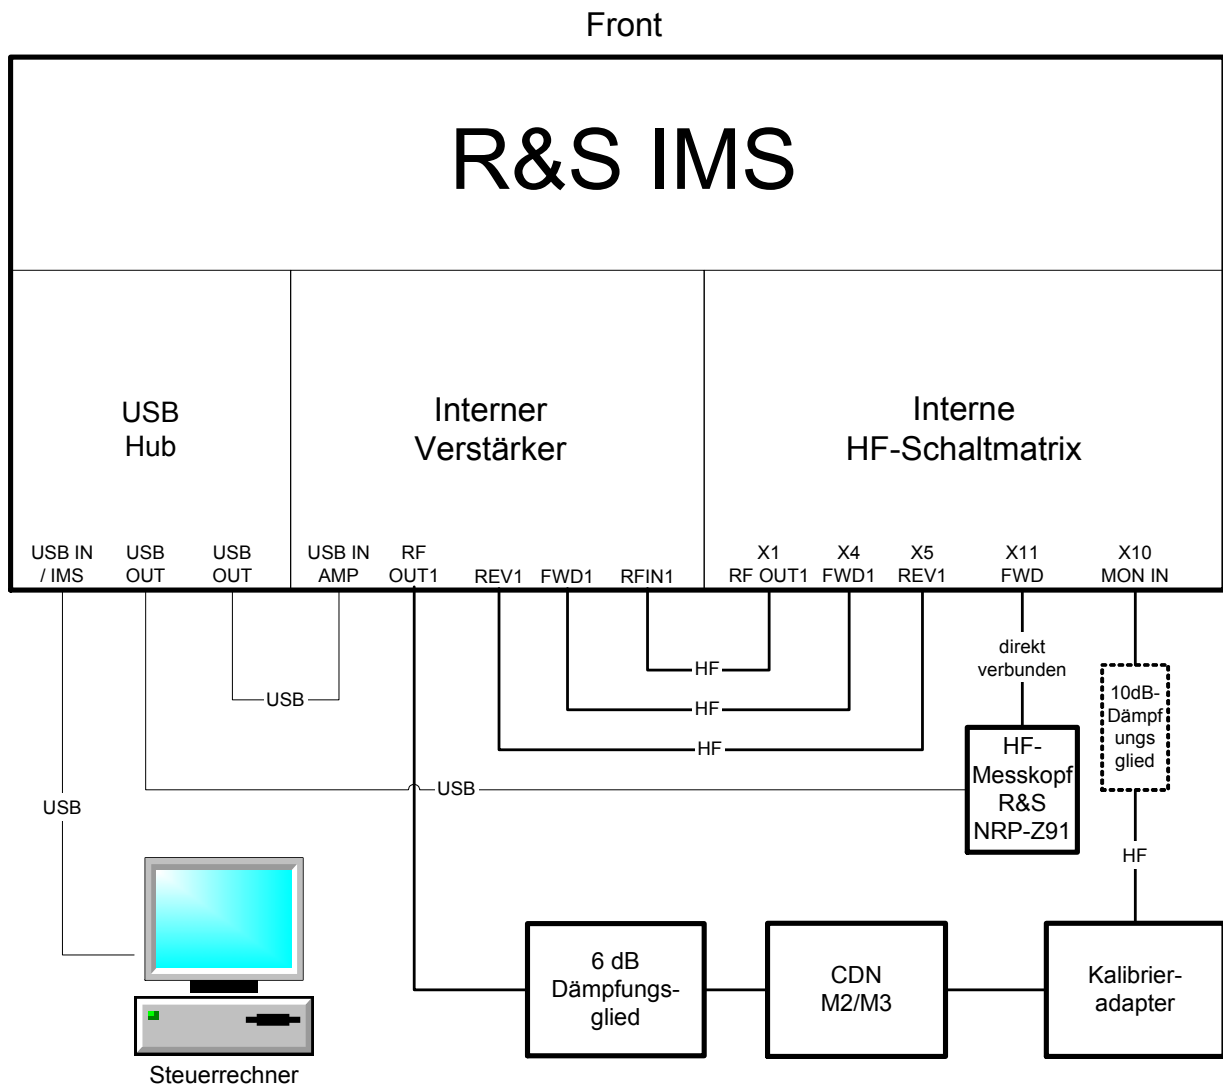 Front
R&S IMS
USB
Hub
Interner
Verstärker
Interne
HF-Schaltmatrix
USB IN
/ IMS
USB
OUT
USB
OUT
USB IN
AMP
RF
OUT1
REV1
FWD1
RFIN1
X1
RF OUT1
X4
FWD1
X5
REV1
X11
FWD
X10
MON IN
direkt
verbunden
HF
USB
HF
HF
USB
USB
10dB-
Dämpf
ungs
glied
HF-
Messkopf
R&S
NRP-Z91
HF
6 dB
Dämpfungs-
glied
CDN
M2/M3
Kalibrier-
adapter
Steuerrechner